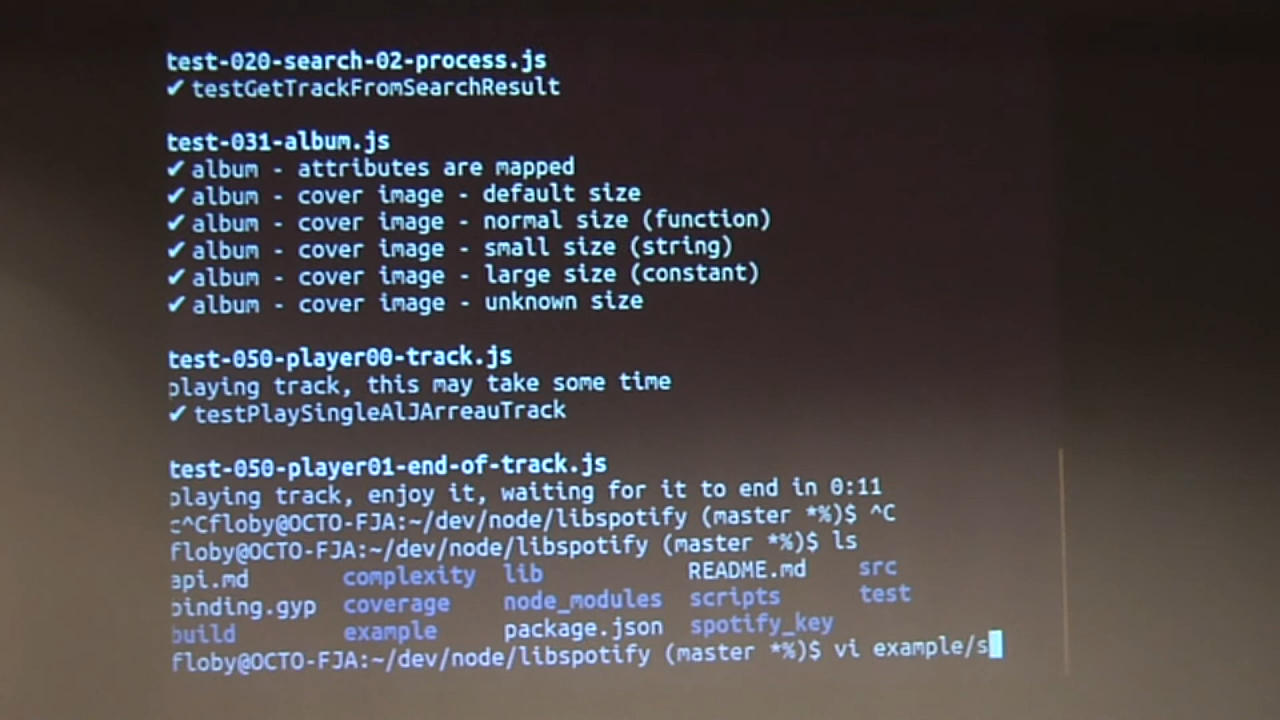 test-020-search-02-process.js
✔ testGetTrackFromSearchResult
test-031-album.js
✔ album - attributes are mapped
✔ album - cover image - default size
✔ album - cover image - normal size (function)
✔ album - cover image - small size (string)
✔ album - cover image - large size (constant)
✔ album - cover image - unknown size
test-050-player00-track.js
playing track, this may take some time
✔ testPlaySingleAlJArreauTrack
test-050-player01-end-of-track.js
playing track, enjoy it, waiting for it to end in 0:11
c^Cfloby@OCTO-FJA:~/dev/node/libspotify (master *%)$ ^C
floby@OCTO-FJA:~/dev/node/libspotify (master *%)$ ls
api.md complexity lib README.md src
binding.gyp coverage node_modules scripts test
build example package.json spotify_key
floby@OCTO-FJA:~/dev/node/libspotify (master *%)$ vi example/s